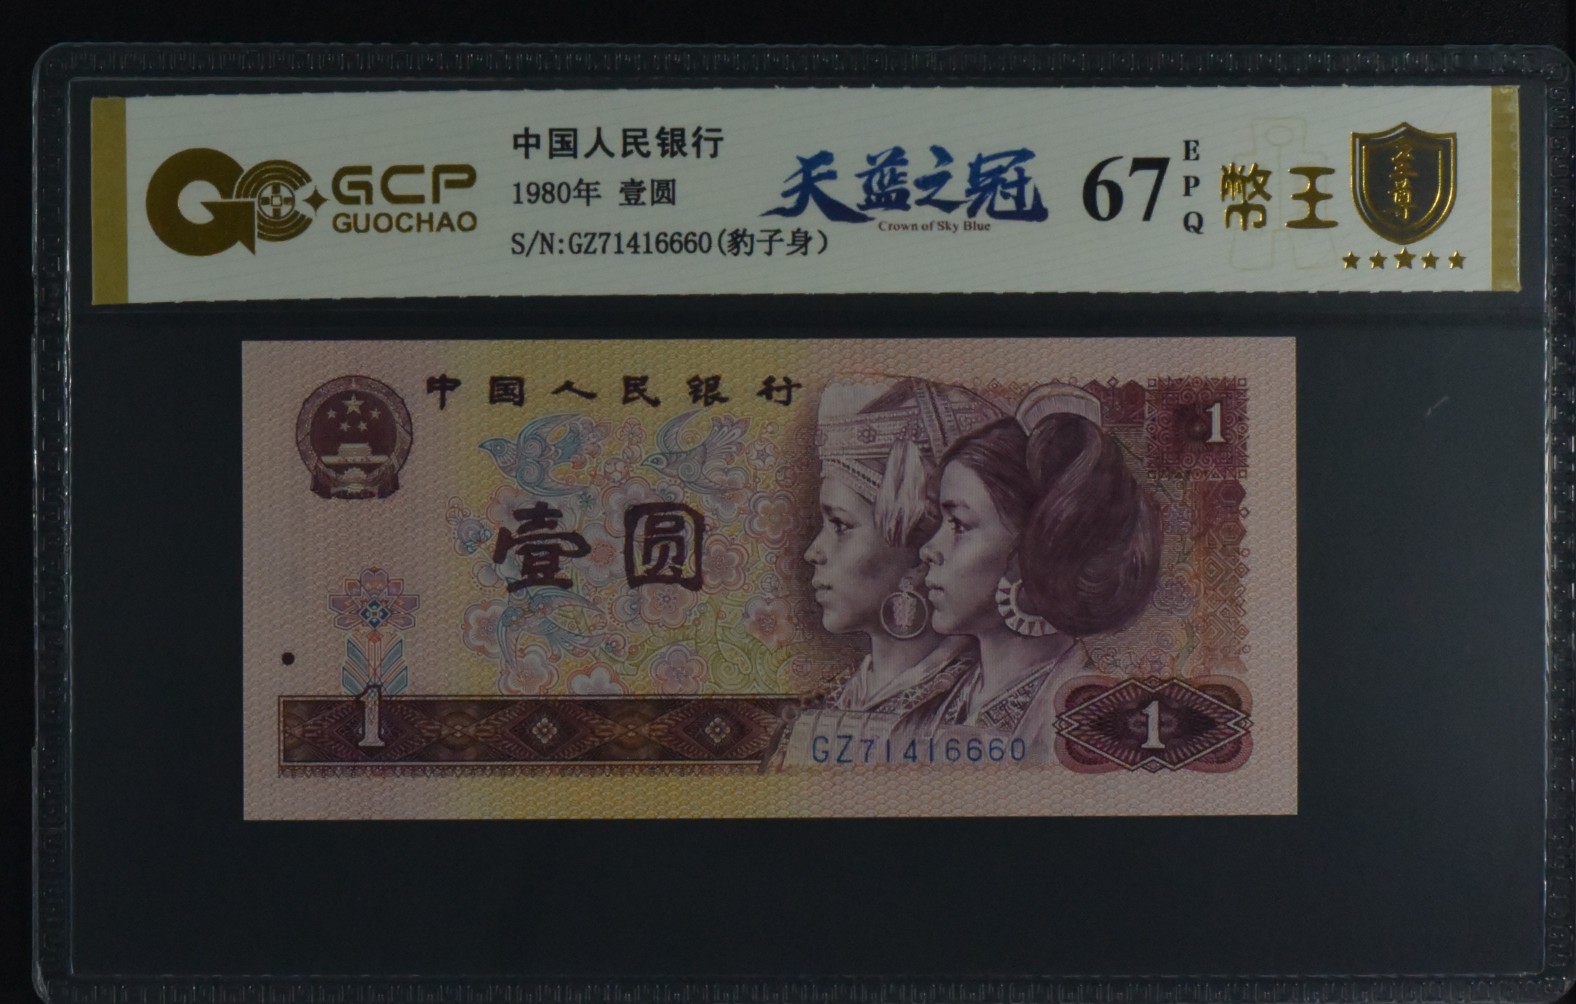 GCP
GUOCHAO
中国人民银行
1980年 壹圆
S/N:GZ71416660(豹子身)
天蓝之冠
Crown of Sky Blue
67
EPQ
幣王
中国人民银行
1
壹圆
1
GZ71416660
1